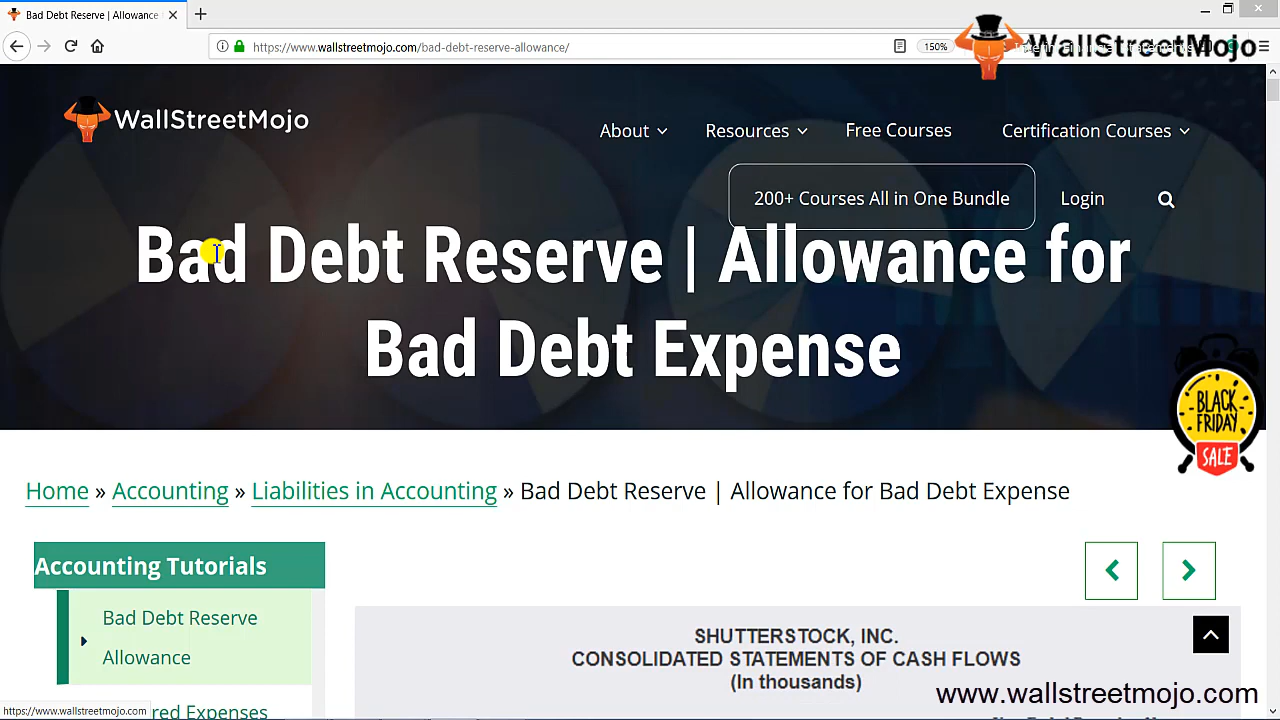 Bad Debt Reserve | Allowance
https://www.wallstreetmojo.com/bad-debt-reserve-allowance/
150%
WallStreetMojo
WallStreetMojo
About
Resources
Free Courses
Certification Courses
200+ Courses All in One Bundle
Login
Bad Debt Reserve | Allowance for
Bad Debt Expense
BLACK
FRIDAY
SALE
Home » Accounting » Liabilities in Accounting » Bad Debt Reserve | Allowance for Bad Debt Expense
Accounting Tutorials
Bad Debt Reserve
Allowance
SHUTTERSTOCK, INC.
CONSOLIDATED STATEMENTS OF CASH FLOWS
(In thousands)
www.wallstreetmojo.com
https://www.wallstreetmojo.com
red Expenses